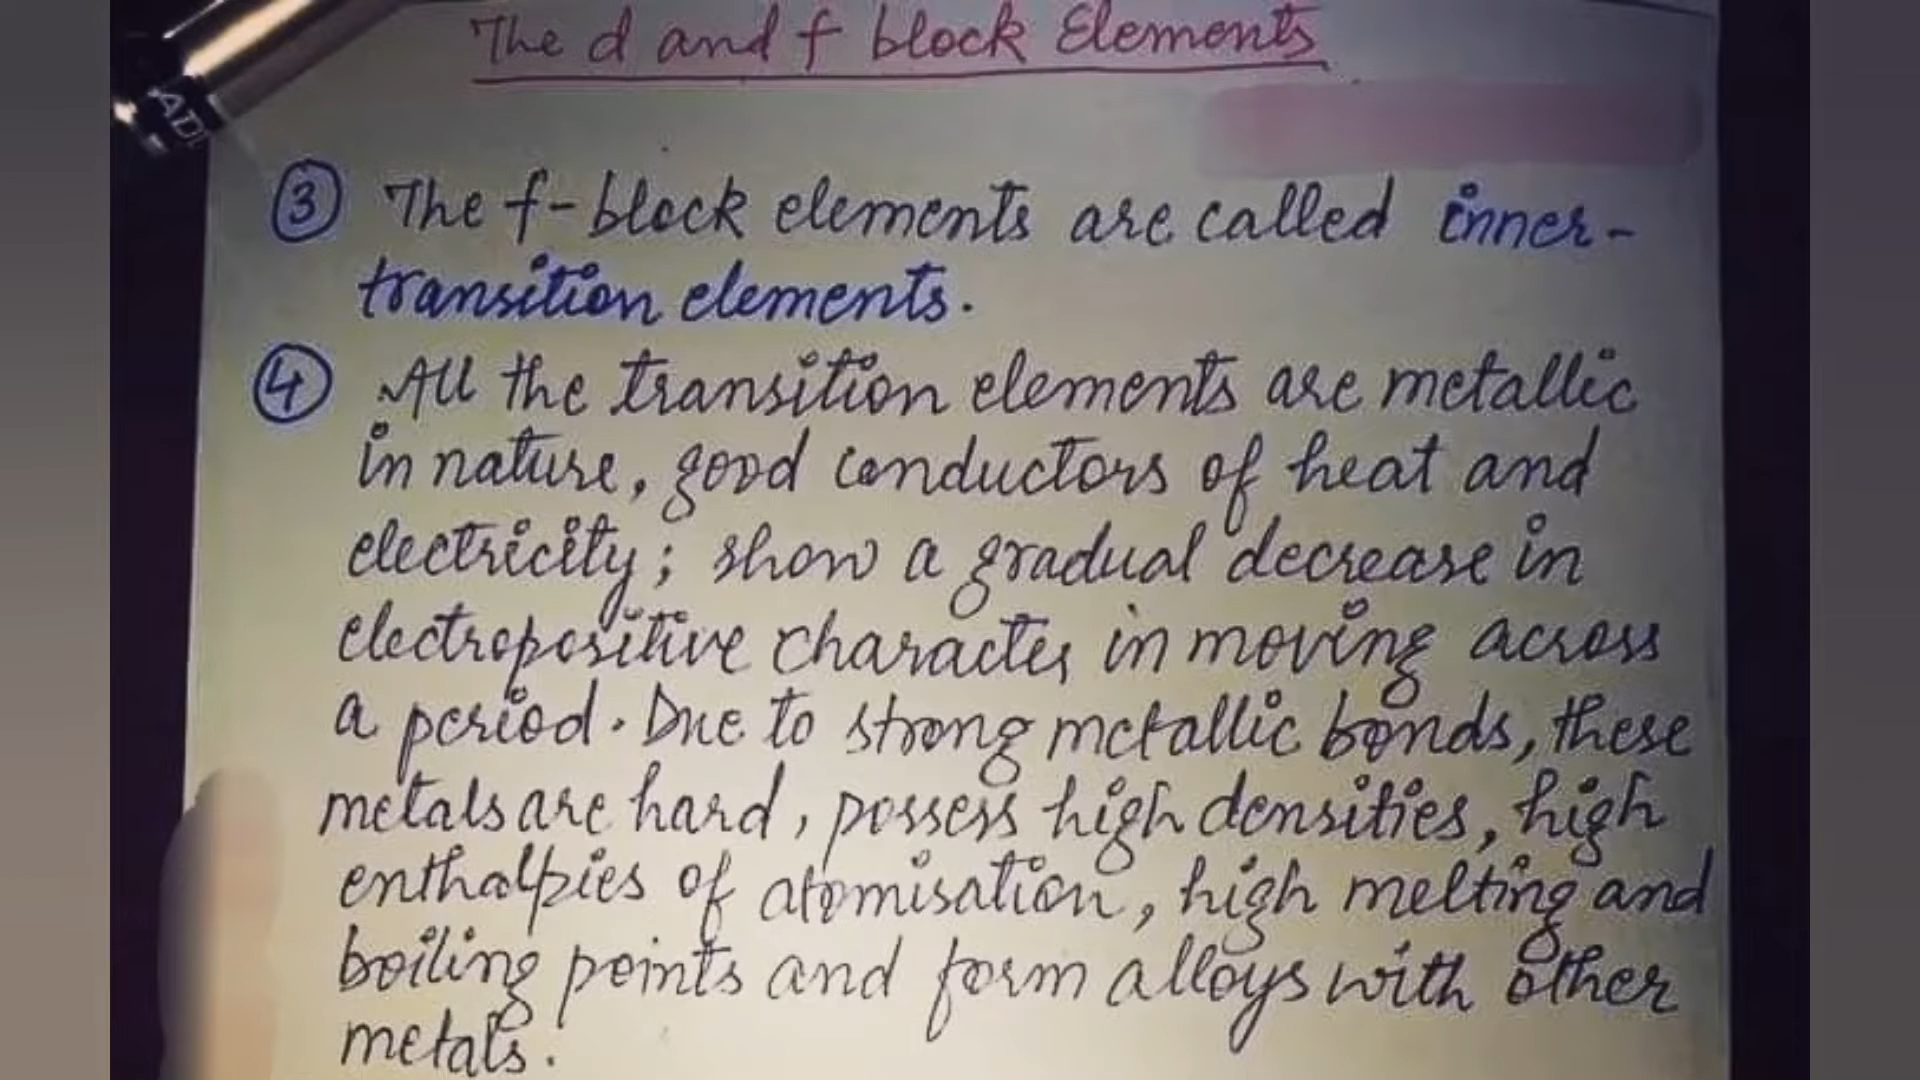 The d and f block Elements
③ The f-block elements are called inner-
transition elements.
④ All the transition elements are metallic
in nature, good conductors of heat and
electricity; show a gradual decrease in
electropositive character in moving across
a period. Due to strong metallic bonds, these
metals are hard, possess high densities, high
enthalpies of atomisation, high melting and
boiling points and form alloys with other
metals.